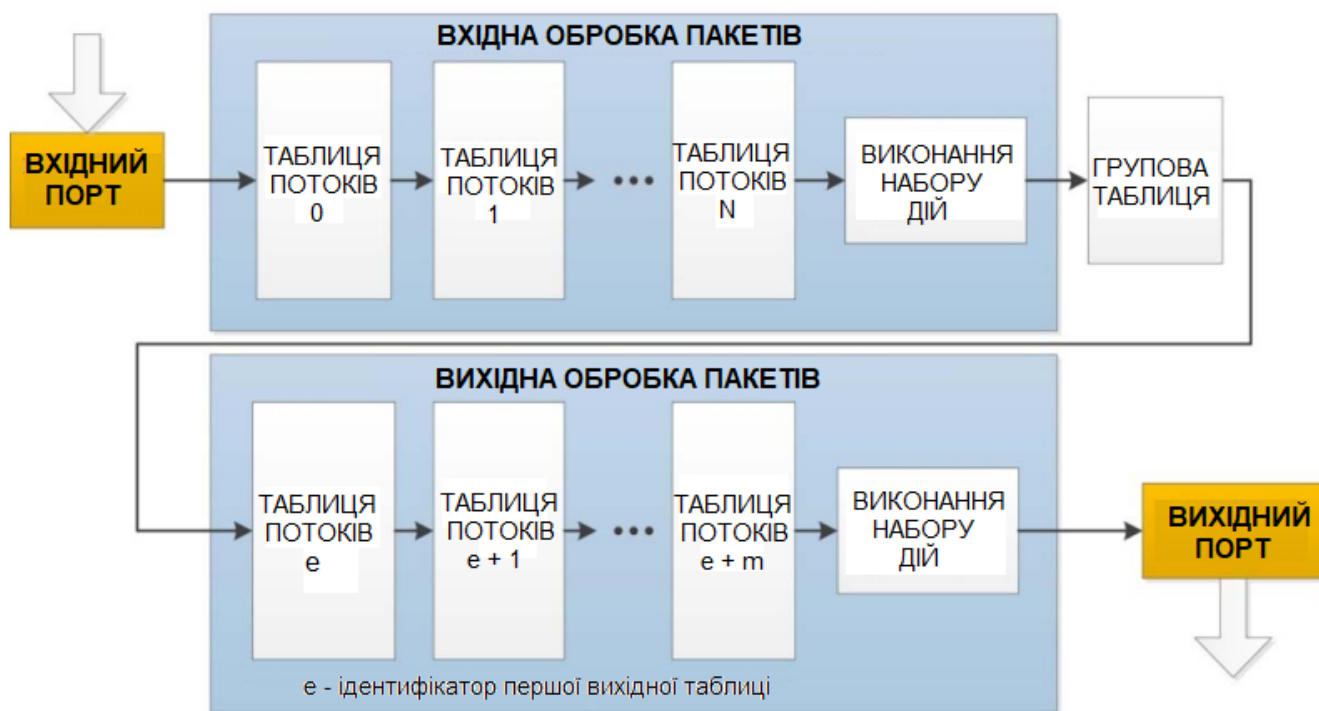 ВХІДНА ОБРОБКА ПАКЕТІВ
ВХІДНИЙ
ПОРТ
ТАБЛИЦЯ
ПОТОКІВ
0
ТАБЛИЦЯ
ПОТОКІВ
1
ТАБЛИЦЯ
ПОТОКІВ
N
ВИКОНАННЯ
НАБОРУ
ДІЙ
ГРУПОВА
ТАБЛИЦЯ
ВИХІДНА ОБРОБКА ПАКЕТІВ
ТАБЛИЦЯ
ПОТОКІВ
e
ТАБЛИЦЯ
ПОТОКІВ
e + 1
ТАБЛИЦЯ
ПОТОКІВ
e + m
ВИКОНАННЯ
НАБОРУ
ДІЙ
ВИХІДНИЙ
ПОРТ
e - ідентифікатор першої вихідної таблиці